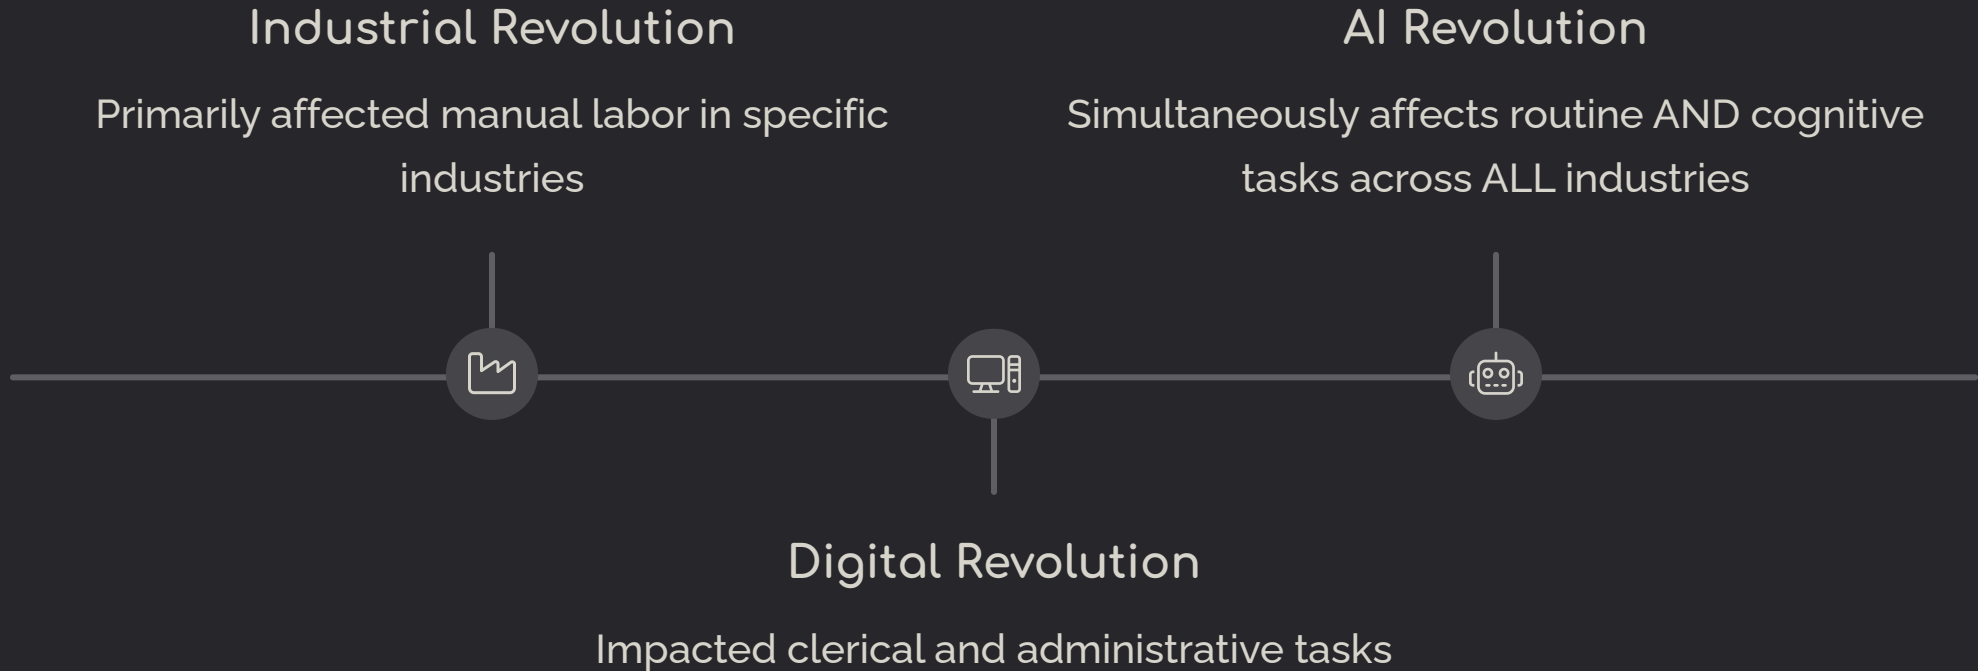 Industrial Revolution
Primarily affected manual labor in specific
industries
AI Revolution
Simultaneously affects routine AND cognitive
tasks across ALL industries
Digital Revolution
Impacted clerical and administrative tasks